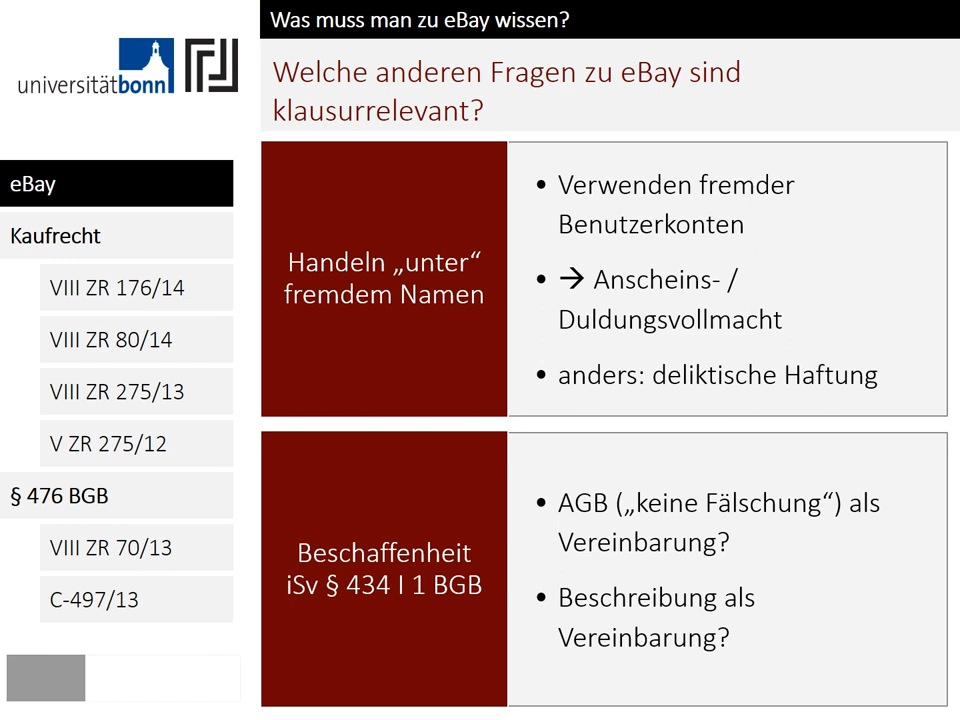 Was muss man zu eBay wissen?
universitätbonn
Welche anderen Fragen zu eBay sind
klausurrelevant?
eBay
Kaufrecht
VIII ZR 176/14
VIII ZR 80/14
VIII ZR 275/13
V ZR 275/12
§ 476 BGB
VIII ZR 70/13
C-497/13
Handeln „unter“
fremdem Namen
• Verwenden fremder
Benutzerkonten
• → Anscheins- /
Duldungsvollmacht
• anders: deliktische Haftung
Beschaffenheit
iSv § 434 I 1 BGB
• AGB („keine Fälschung“) als
Vereinbarung?
• Beschreibung als
Vereinbarung?